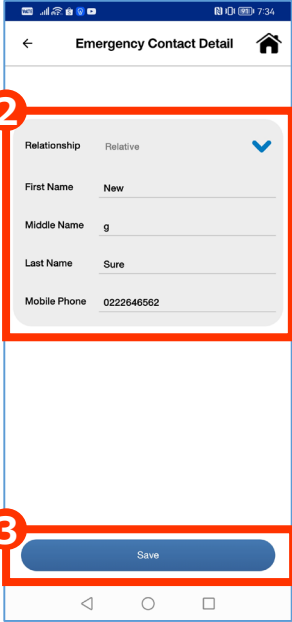 7:34
Emergency Contact Detail
2
Relationship Relative
First Name New
Middle Name g
Last Name Sure
Mobile Phone 0222646562
3
Save